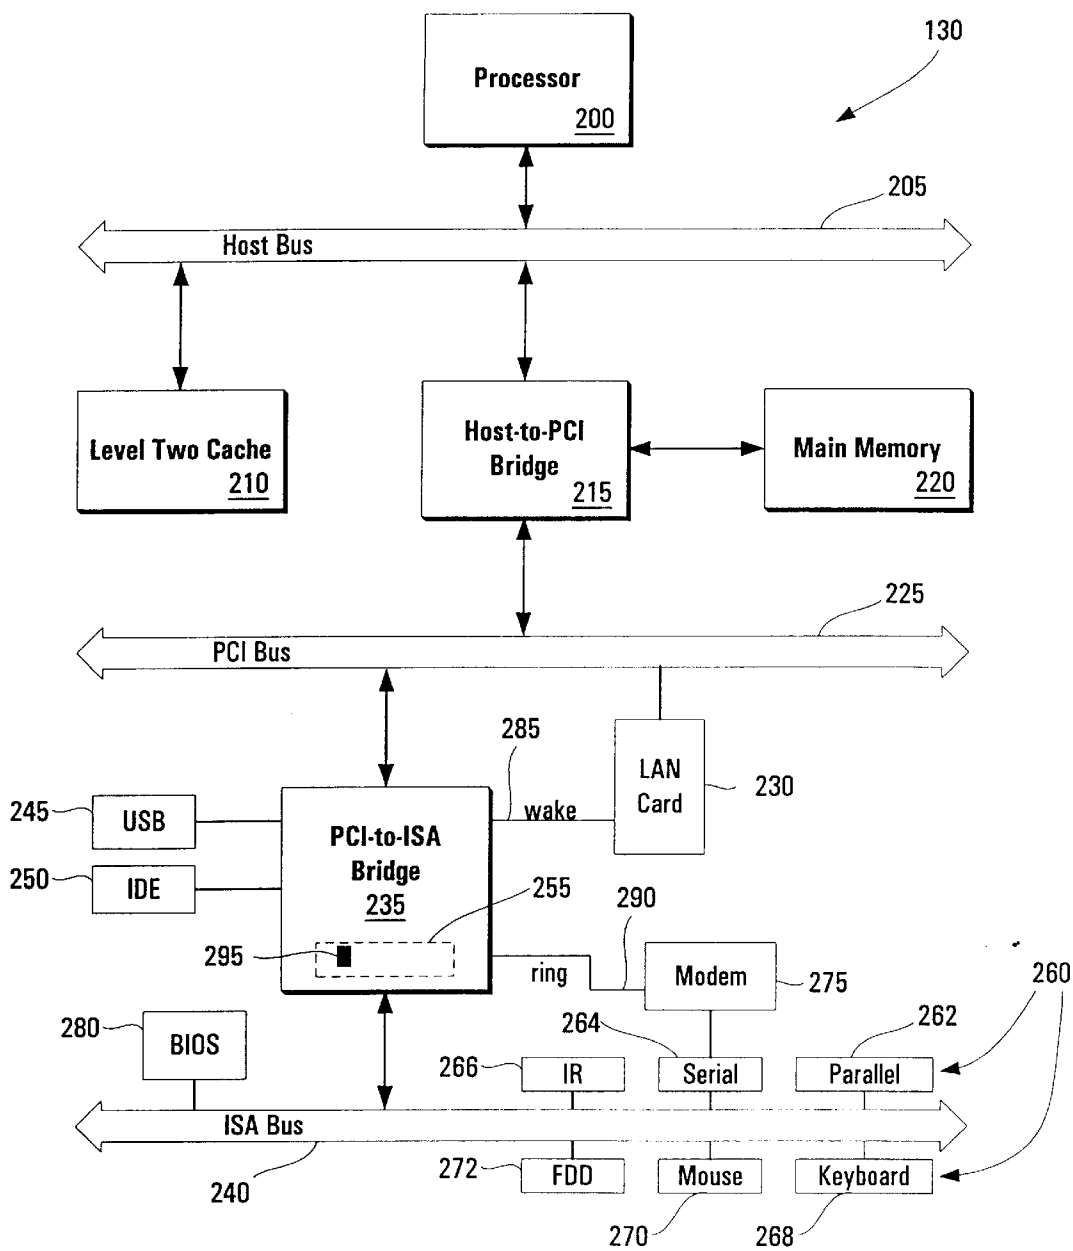 130
Processor
200
205
Host Bus
Level Two Cache
210
Host-to-PCI
Bridge
215
Main Memory
220
225
PCI Bus
285
LAN
Card
230
wake
245
USB
PCI-to-ISA
Bridge
235
250
IDE
255
290
295
ring
Modem
275
260
280
BIOS
264
262
266
IR
Serial
Parallel
ISA Bus
240
272
FDD
Mouse
Keyboard
270
268